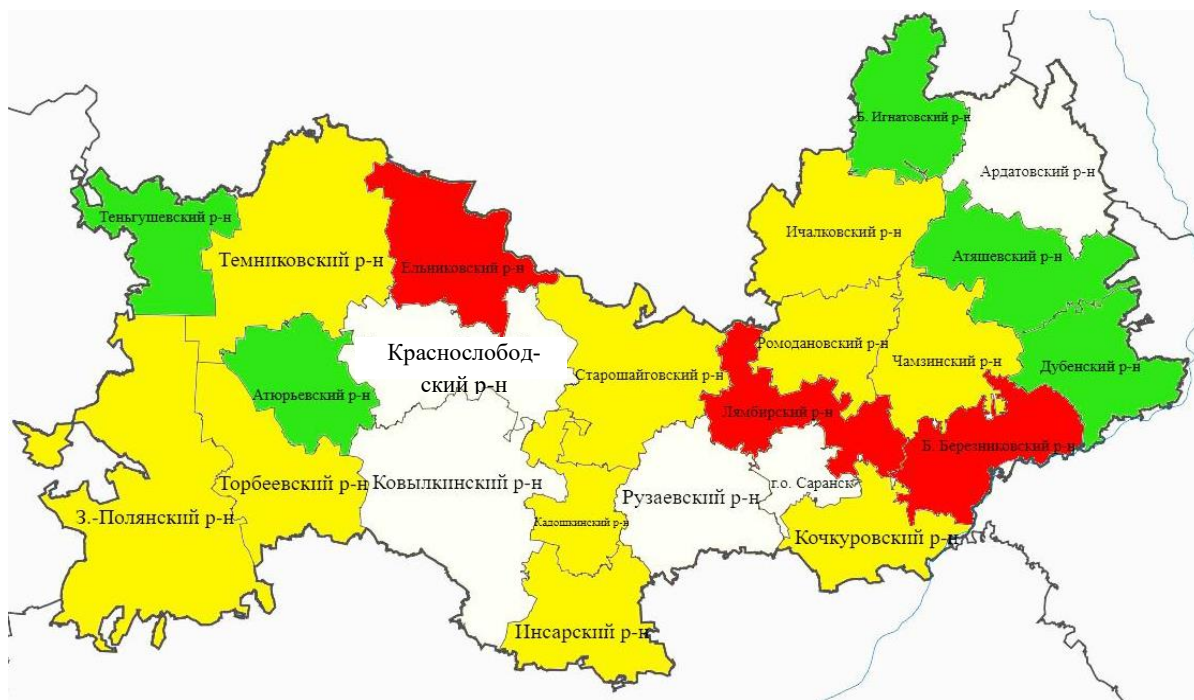 Б. Игнатовский р-н
Ардатовский р-н
Теньгушевский р-н
Ичалковский р-н
Темниковский р-н
Ельниковский р-н
Атяшевский р-н
Краснослобод-
ский р-н
Ромодановский р-н
Чамзинский р-н
Дубенский р-н
Старошайговский р-н
Атюрьевский р-н
Лямбирский р-н
Б. Березниковский р-н
Торбеевский р-н
Ковылкинский р-н
Рузаевский р-н
г.о. Саранск
З.-Полянский р-н
Кадошкинский р-н
Кочкуровский р-н
Инсарский р-н